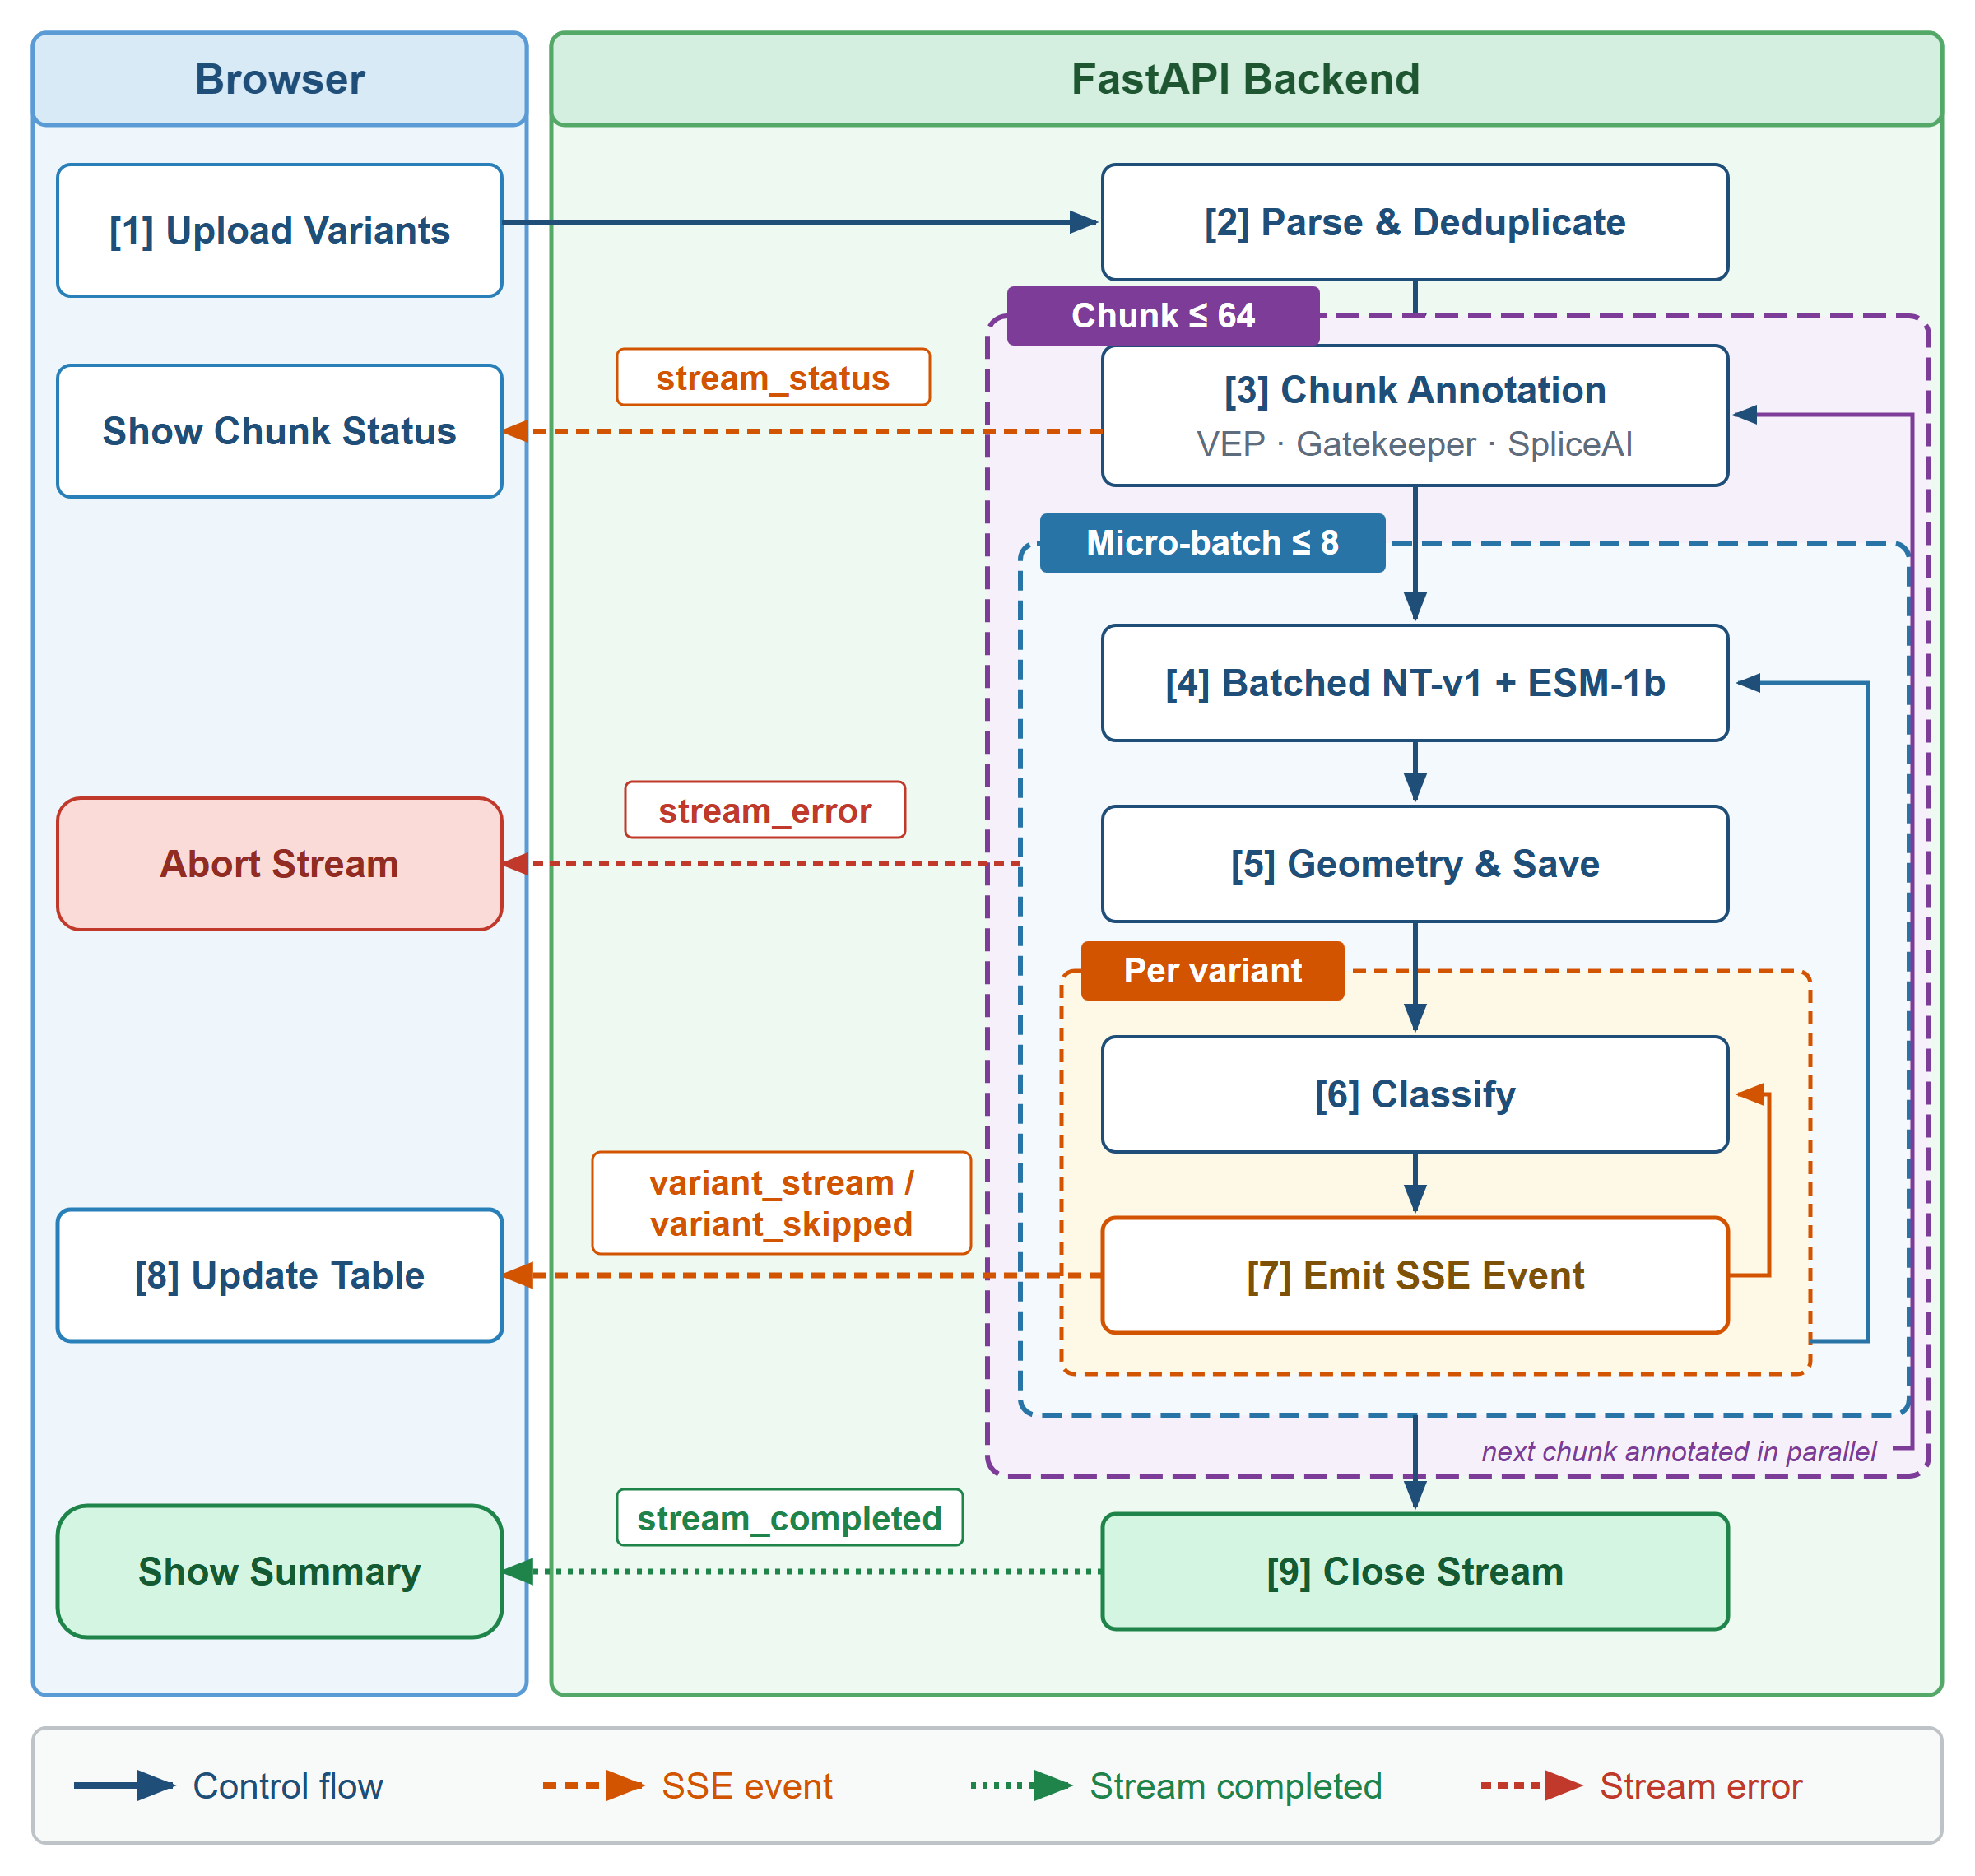 Browser
FastAPI Backend
[1] Upload Variants
[2] Parse & Deduplicate
Chunk ≤ 64
stream_status
Show Chunk Status
[3] Chunk Annotation
VEP · Gatekeeper · SpliceAI
Micro-batch ≤ 8
[4] Batched NT-v1 + ESM-1b
stream_error
Abort Stream
[5] Geometry & Save
Per variant
[6] Classify
variant_stream /
variant_skipped
[8] Update Table
[7] Emit SSE Event
next chunk annotated in parallel
stream_completed
Show Summary
[9] Close Stream
Control flow
SSE event
Stream completed
Stream error